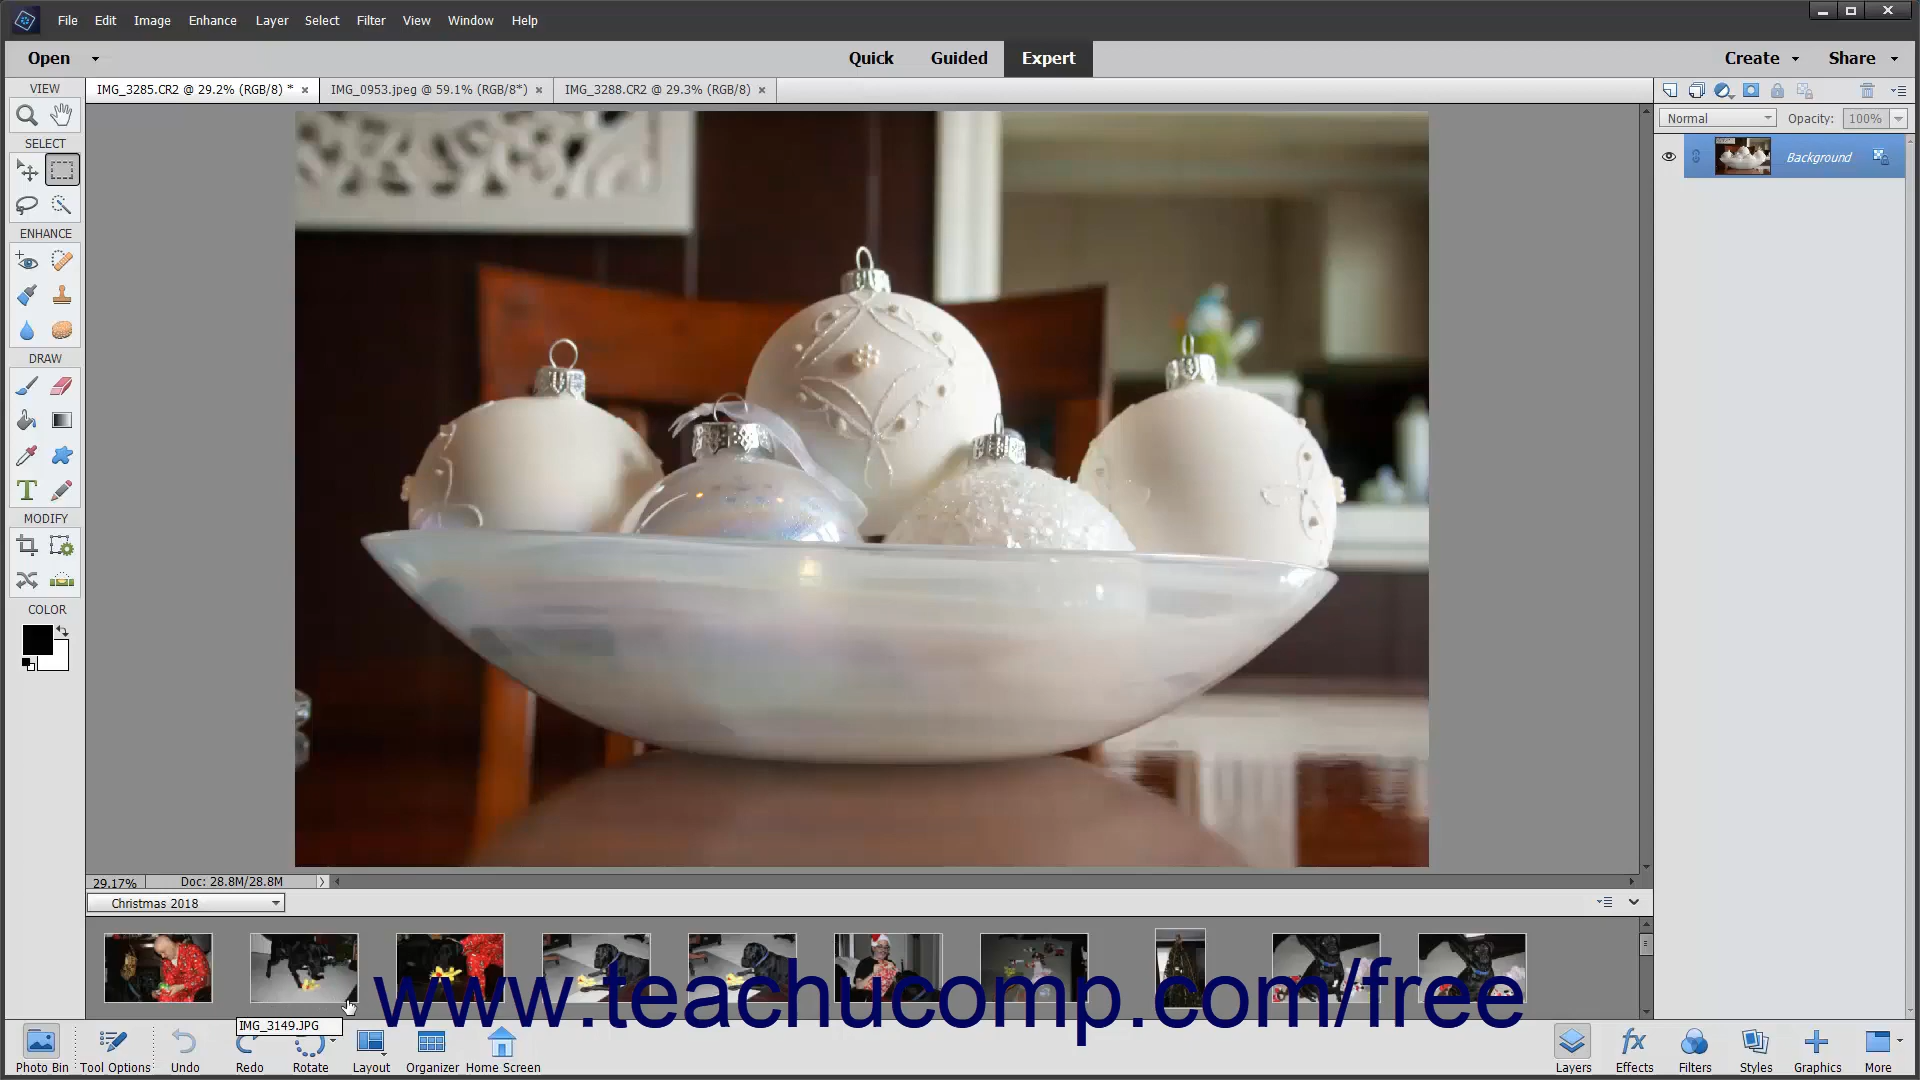 File Edit Image Enhance Layer Select Filter View Window Help
Open Quick Guided Expert Create Share
VIEW
IMG_3285.CR2 @ 29.2% (RGB/8) * × IMG_0953.jpeg @ 59.1% (RGB/8*) × IMG_3288.CR2 @ 29.3% (RGB/8) ×
Normal Opacity: 100%
SELECT
Background
ENHANCE
DRAW
T
MODIFY
COLOR
29.17% Doc: 28.8M/28.8M
Christmas 2018
www.teachucomp.com/free
IMG_3149.JPG
Photo Bin Tool Options Undo Redo Rotate Layout Organizer Home Screen
fx
Layers Effects Filters Styles Graphics More